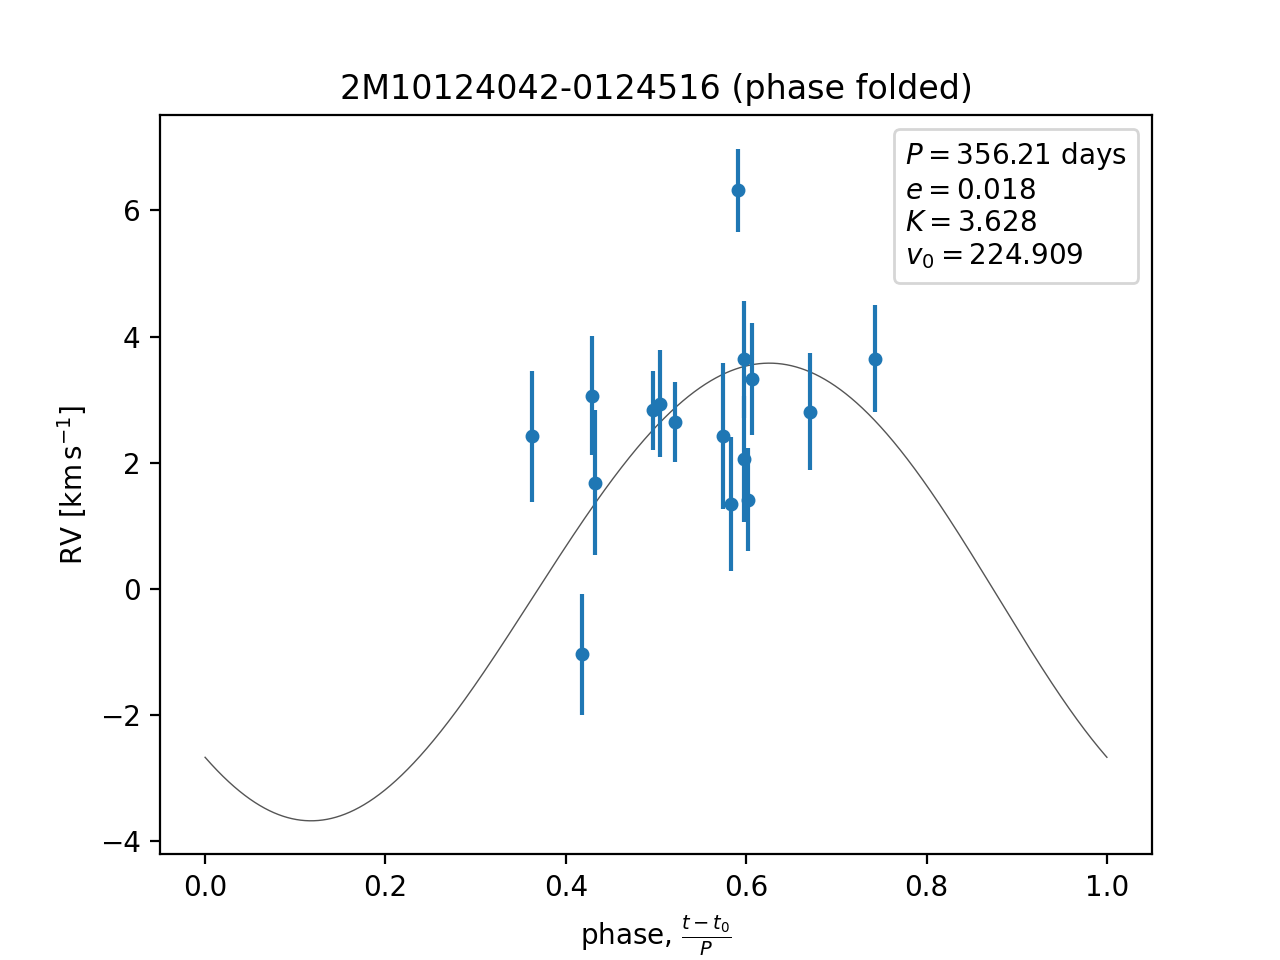 2M10124042-0124516 (phase folded)
P = 356.21 days
e = 0.018
K = 3.628
v₀ = 224.909
RV [km s⁻¹]
6
4
2
0
−2
−4
0.0 0.2 0.4 0.6 0.8 1.0
phase, (t − t₀)/P